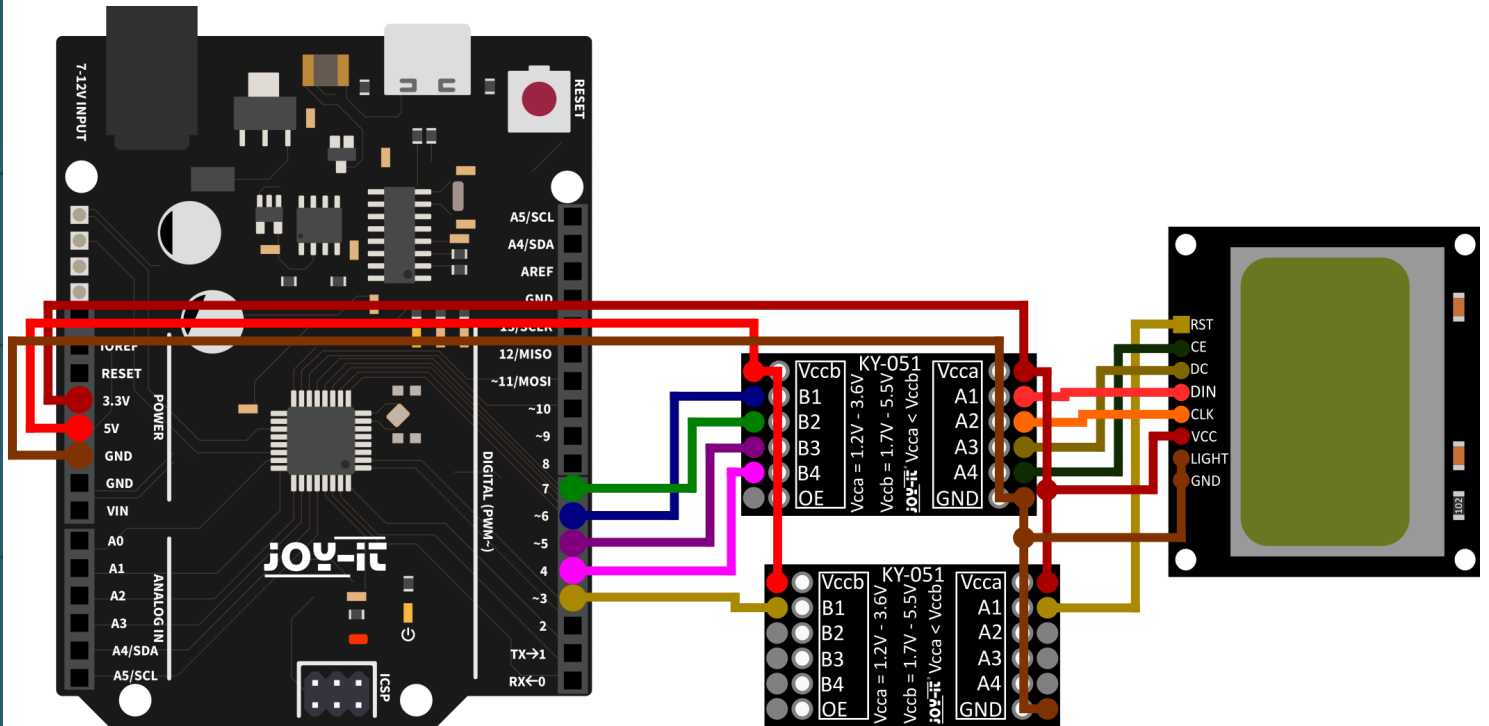 7-12V INPUT
RESET
A5/SCL
A4/SDA
AREF
GND
13/SCLK
12/MISO
~11/MOSI
~10
~9
8
7
~6
~5
4
~3
2
TX→1
RX←0
DIGITAL (PWM~)
IOREF
RESET
3.3V
5V
GND
GND
VIN
POWER
A0
A1
A2
A3
A4/SDA
A5/SCL
ANALOG IN
JOY-iT
ICSP
KY-051
Vccb
B1
B2
B3
B4
OE
Vcca = 1.2V - 3.6V
Vccb = 1.7V - 5.5V
JOY-iT Vcca < Vccb
Vcca
A1
A2
A3
A4
GND
KY-051
Vccb
B1
B2
B3
B4
OE
Vcca = 1.2V - 3.6V
Vccb = 1.7V - 5.5V
JOY-iT Vcca < Vccb
Vcca
A1
A2
A3
A4
GND
RST
CE
DC
DIN
CLK
VCC
LIGHT
GND
102